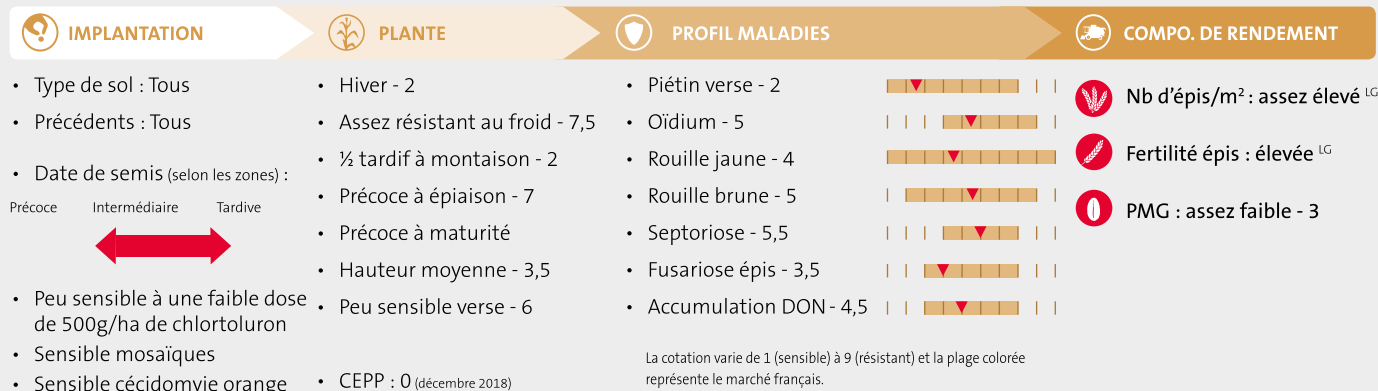 IMPLANTATION
• Type de sol : Tous
• Précédents : Tous
• Date de semis (selon les zones) :
Précoce Intermédiaire Tardive
• Peu sensible à une faible dose
de 500g/ha de chlortoluron
• Sensible mosaïques
• Sensible cécidomyie orange
PLANTE
• Hiver - 2
• Assez résistant au froid - 7,5
• ½ tardif à montaison - 2
• Précoce à épiaison - 7
• Précoce à maturité
• Hauteur moyenne - 3,5
• Peu sensible verse - 6
• CEPP : 0 (décembre 2018)
PROFIL MALADIES
• Piétin verse - 2
• Oïdium - 5
• Rouille jaune - 4
• Rouille brune - 5
• Septoriose - 5,5
• Fusariose épis - 3,5
• Accumulation DON - 4,5
La cotation varie de 1 (sensible) à 9 (résistant) et la plage colorée
représente le marché français.
COMPO. DE RENDEMENT
Nb d'épis/m² : assez élevé LG
Fertilité épis : élevée LG
PMG : assez faible - 3